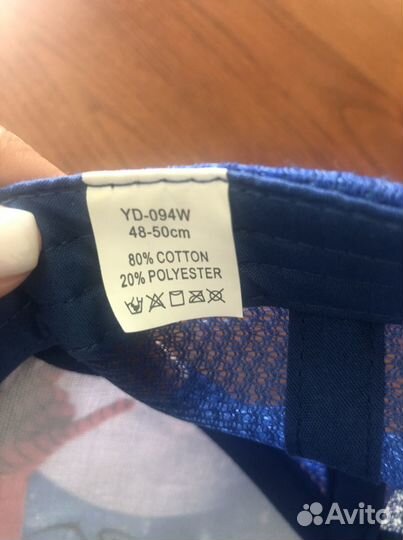 YD-094W
48-50cm
80% COTTON
20% POLYESTER
Avito